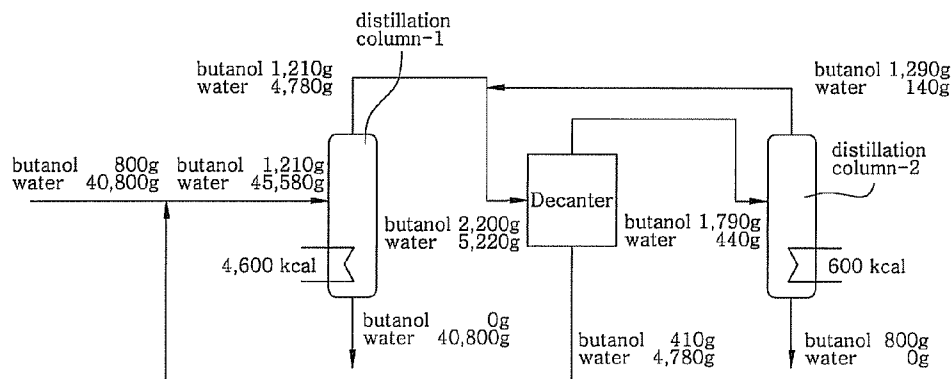 distillation
column-1
butanol 1,210g
water 4,780g
butanol 1,290g
water 140g
butanol 800g
water 40,800g
butanol 1,210g
water 45,580g
distillation
column-2
Decanter
butanol 2,200g
water 5,220g
butanol 1,790g
water 440g
4,600 kcal
600 kcal
butanol 0g
water 40,800g
butanol 410g
water 4,780g
butanol 800g
water 0g